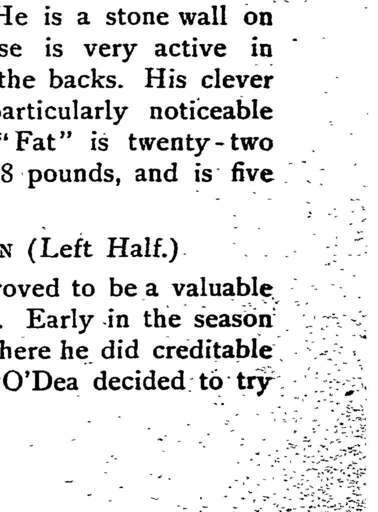 He is a stone wall on
se is very active in
the backs. His clever
articularly noticeable
"Fat" is twenty-two
8 pounds, and is five
N (Left Half.)
roved to be a valuable
. Early in the season
here he did creditable
O'Dea decided to try